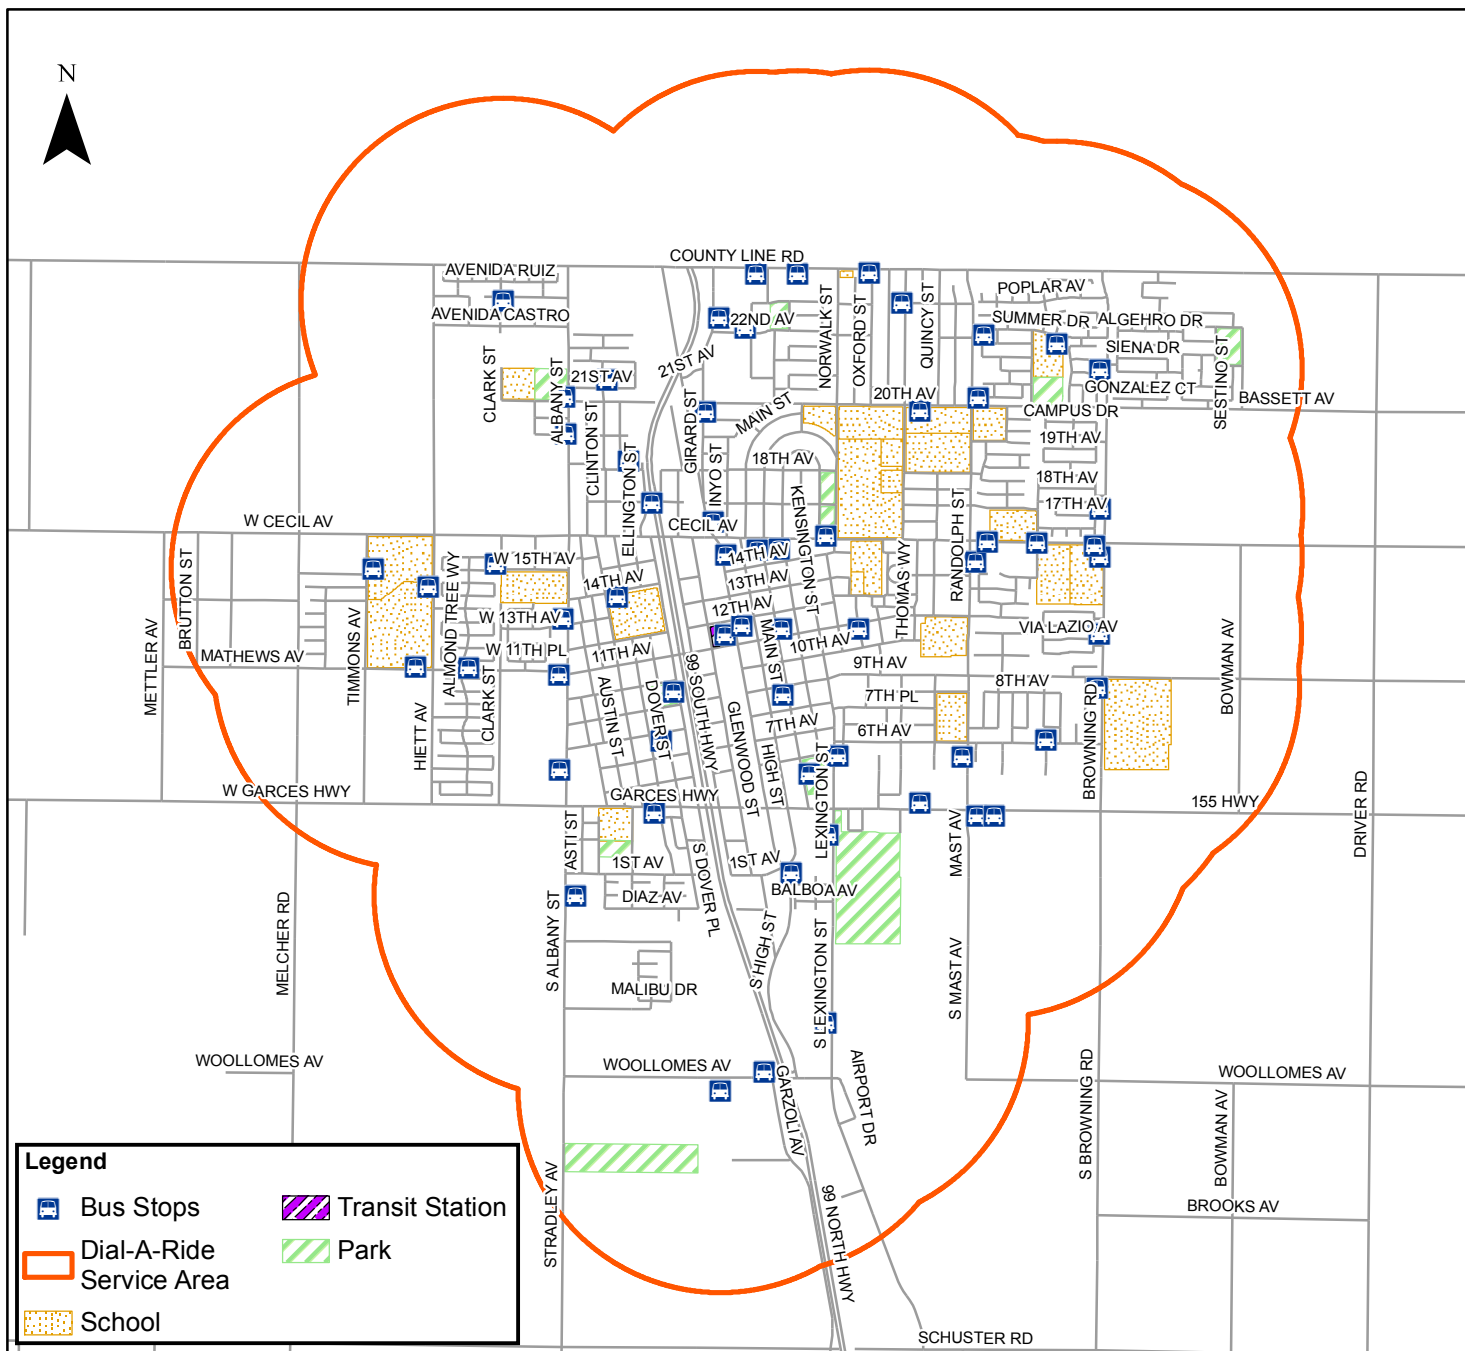 N
COUNTY LINE RD
AVENIDA RUIZ
POPLAR AV
AVENIDA CASTRO
22ND AV
SUMMER DR
ALGEHRO DR
NORWALK ST
OXFORD ST
QUINCY ST
SIENA DR
21ST AV
21ST AV
CLARK ST
ALBANY ST
GONZALEZ CT
SESTINO ST
BASSETT AV
20TH AV
CAMPUS DR
MAIN ST
GIRARD ST
CLINTON ST
19TH AV
18TH AV
18TH AV
INYO ST
ELLINGTON ST
KENSINGTON ST
17TH AV
RANDOLPH ST
W CECIL AV
CECIL AV
W 15TH AV
14TH AV
14TH AV
13TH AV
THOMAS WY
BRUTTON ST
ALMOND TREE WY
12TH AV
W 13TH AV
VIA LAZIO AV
METTLER AV
TIMMONS AV
MATHEWS AV
W 11TH PL
11TH AV
MAIN ST
10TH AV
9TH AV
BOWMAN AV
8TH AV
7TH PL
HIETT AV
CLARK ST
AUSTIN ST
DOVER ST
99 SOUTH HWY
GLENWOOD ST
HIGH ST
7TH AV
6TH AV
BROWNING RD
LEXINGTON ST
W GARCES HWY
GARCES HWY
155 HWY
DRIVER RD
ASTI ST
1ST AV
1ST AV
MAST AV
BALBOA AV
DIAZ AV
S DOVER PL
MELCHER RD
S ALBANY ST
S HIGH ST
S LEXINGTON ST
S MAST AV
MALIBU DR
WOOLLOMES AV
WOOLLOMES AV
WOOLLOMES AV
GARZOLI AV
AIRPORT DR
S BROWNING RD
BOWMAN AV
STRADLEY AV
99 NORTH HWY
BROOKS AV
SCHUSTER RD
Legend
Bus Stops
Transit Station
Dial-A-Ride
Service Area
Park
School